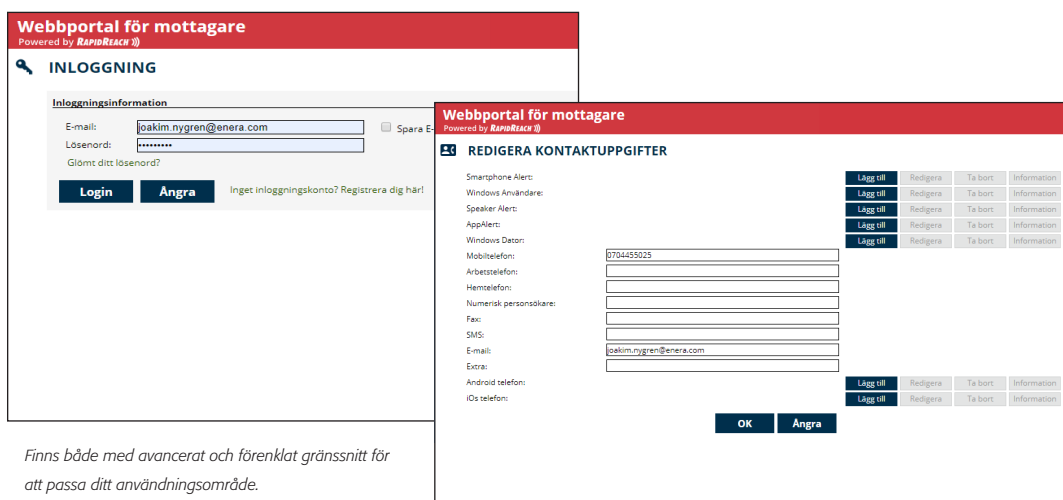 Webbportal för mottagare
Powered by RAPIDREACH
INLOGGNING
Inloggningsinformation
E-mail: joakim.nygren@enera.com Spara E-
Lösenord: •••••••••
Glömt ditt lösenord?
Login Ångra Inget inloggningskonto? Registrera dig här!
Webbportal för mottagare
Powered by RAPIDREACH
REDIGERA KONTAKTUPPGIFTER
Smartphone Alert: Lägg till Redigera Ta bort Information
Windows Användare: Lägg till Redigera Ta bort Information
Speaker Alert: Lägg till Redigera Ta bort Information
AppAlert: Lägg till Redigera Ta bort Information
Windows Dator: Lägg till Redigera Ta bort Information
Mobiltelefon: 0704455025
Arbetstelefon:
Hemtelefon:
Numerisk personsökare:
Fax:
SMS:
E-mail: joakim.nygren@enera.com
Extra:
Android telefon: Lägg till Redigera Ta bort Information
iOs telefon: Lägg till Redigera Ta bort Information
OK Ångra
Finns både med avancerat och förenklat gränssnitt för
att passa ditt användningsområde.